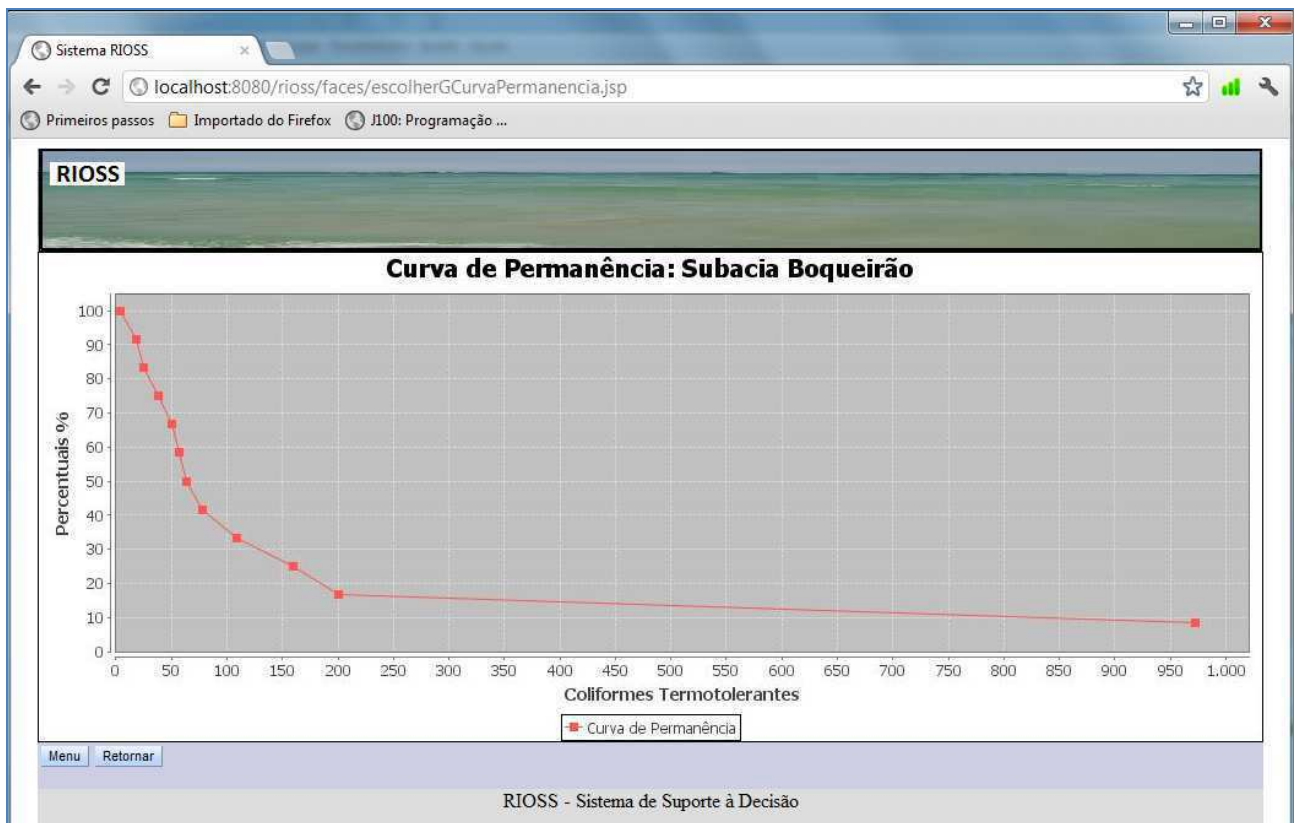 Sistema RIOSS
localhost:8080/rioss/faces/escolherGCurvaPermanencia.jsp
Primeiros passos Importado do Firefox J100: Programação ...
RIOSS
Curva de Permanência: Subacia Boqueirão
Percentuais %
100
90
80
70
60
50
40
30
20
10
0
0 50 100 150 200 250 300 350 400 450 500 550 600 650 700 750 800 850 900 950 1.000
Coliformes Termotolerantes
Curva de Permanência
Menu Retornar
RIOSS - Sistema de Suporte à Decisão